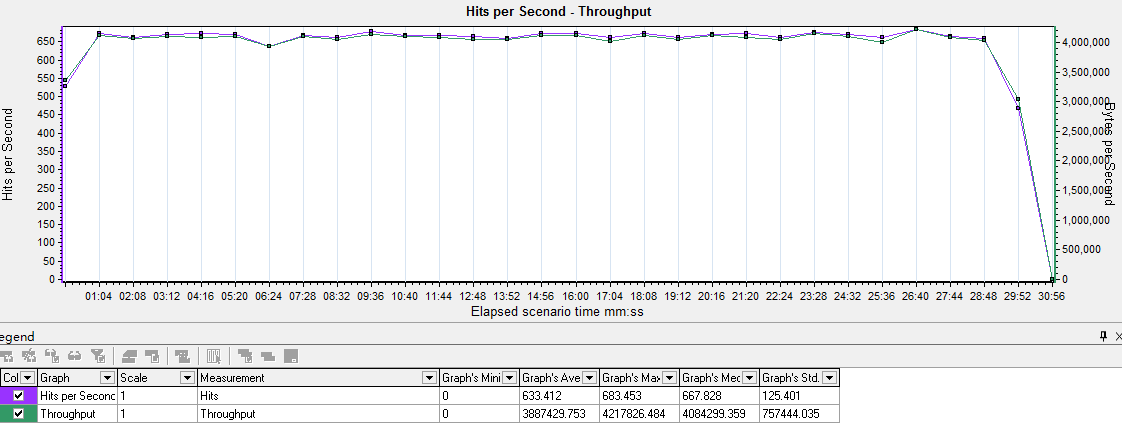 Hits per Second - Throughput
Hits per Second
650
600
550
500
450
400
350
300
250
200
150
100
50
0
4,000,000
3,500,000
3,000,000
2,500,000
2,000,000
1,500,000
1,000,000
500,000
0
Bytes per Second
01:04 02:08 03:12 04:16 05:20 06:24 07:28 08:32 09:36 10:40 11:44 12:48 13:52 14:56 16:00 17:04 18:08 19:12 20:16 21:20 22:24 23:28 24:32 25:36 26:40 27:44 28:48 29:52 30:56
Elapsed scenario time mm:ss
egend
Col Graph Scale Measurement Graph's Mini Graph's Ave Graph's Max Graph's Med Graph's Std.
Hits per Second 1 Hits 0 633.412 683.453 667.828 125.401
Throughput 1 Throughput 0 3887429.753 4217826.484 4084299.359 757444.035